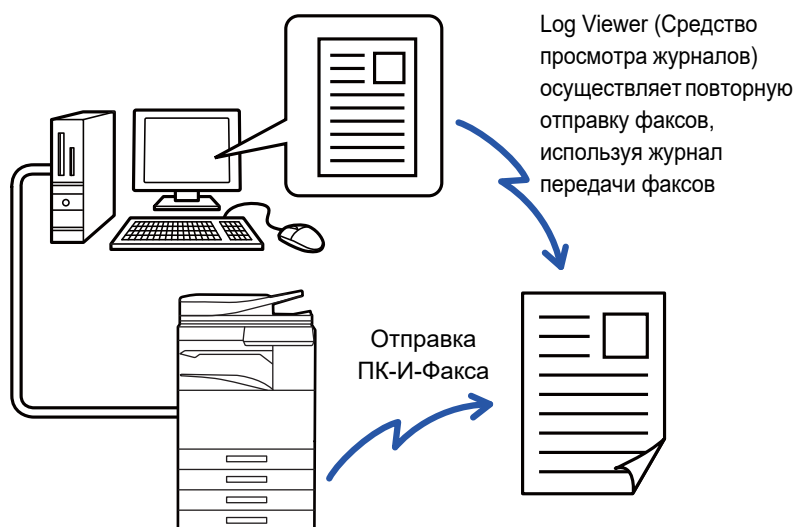 Log Viewer (Средство
просмотра журналов)
осуществляет повторную
отправку факсов,
используя журнал
передачи факсов
Отправка
ПК-И-Факса